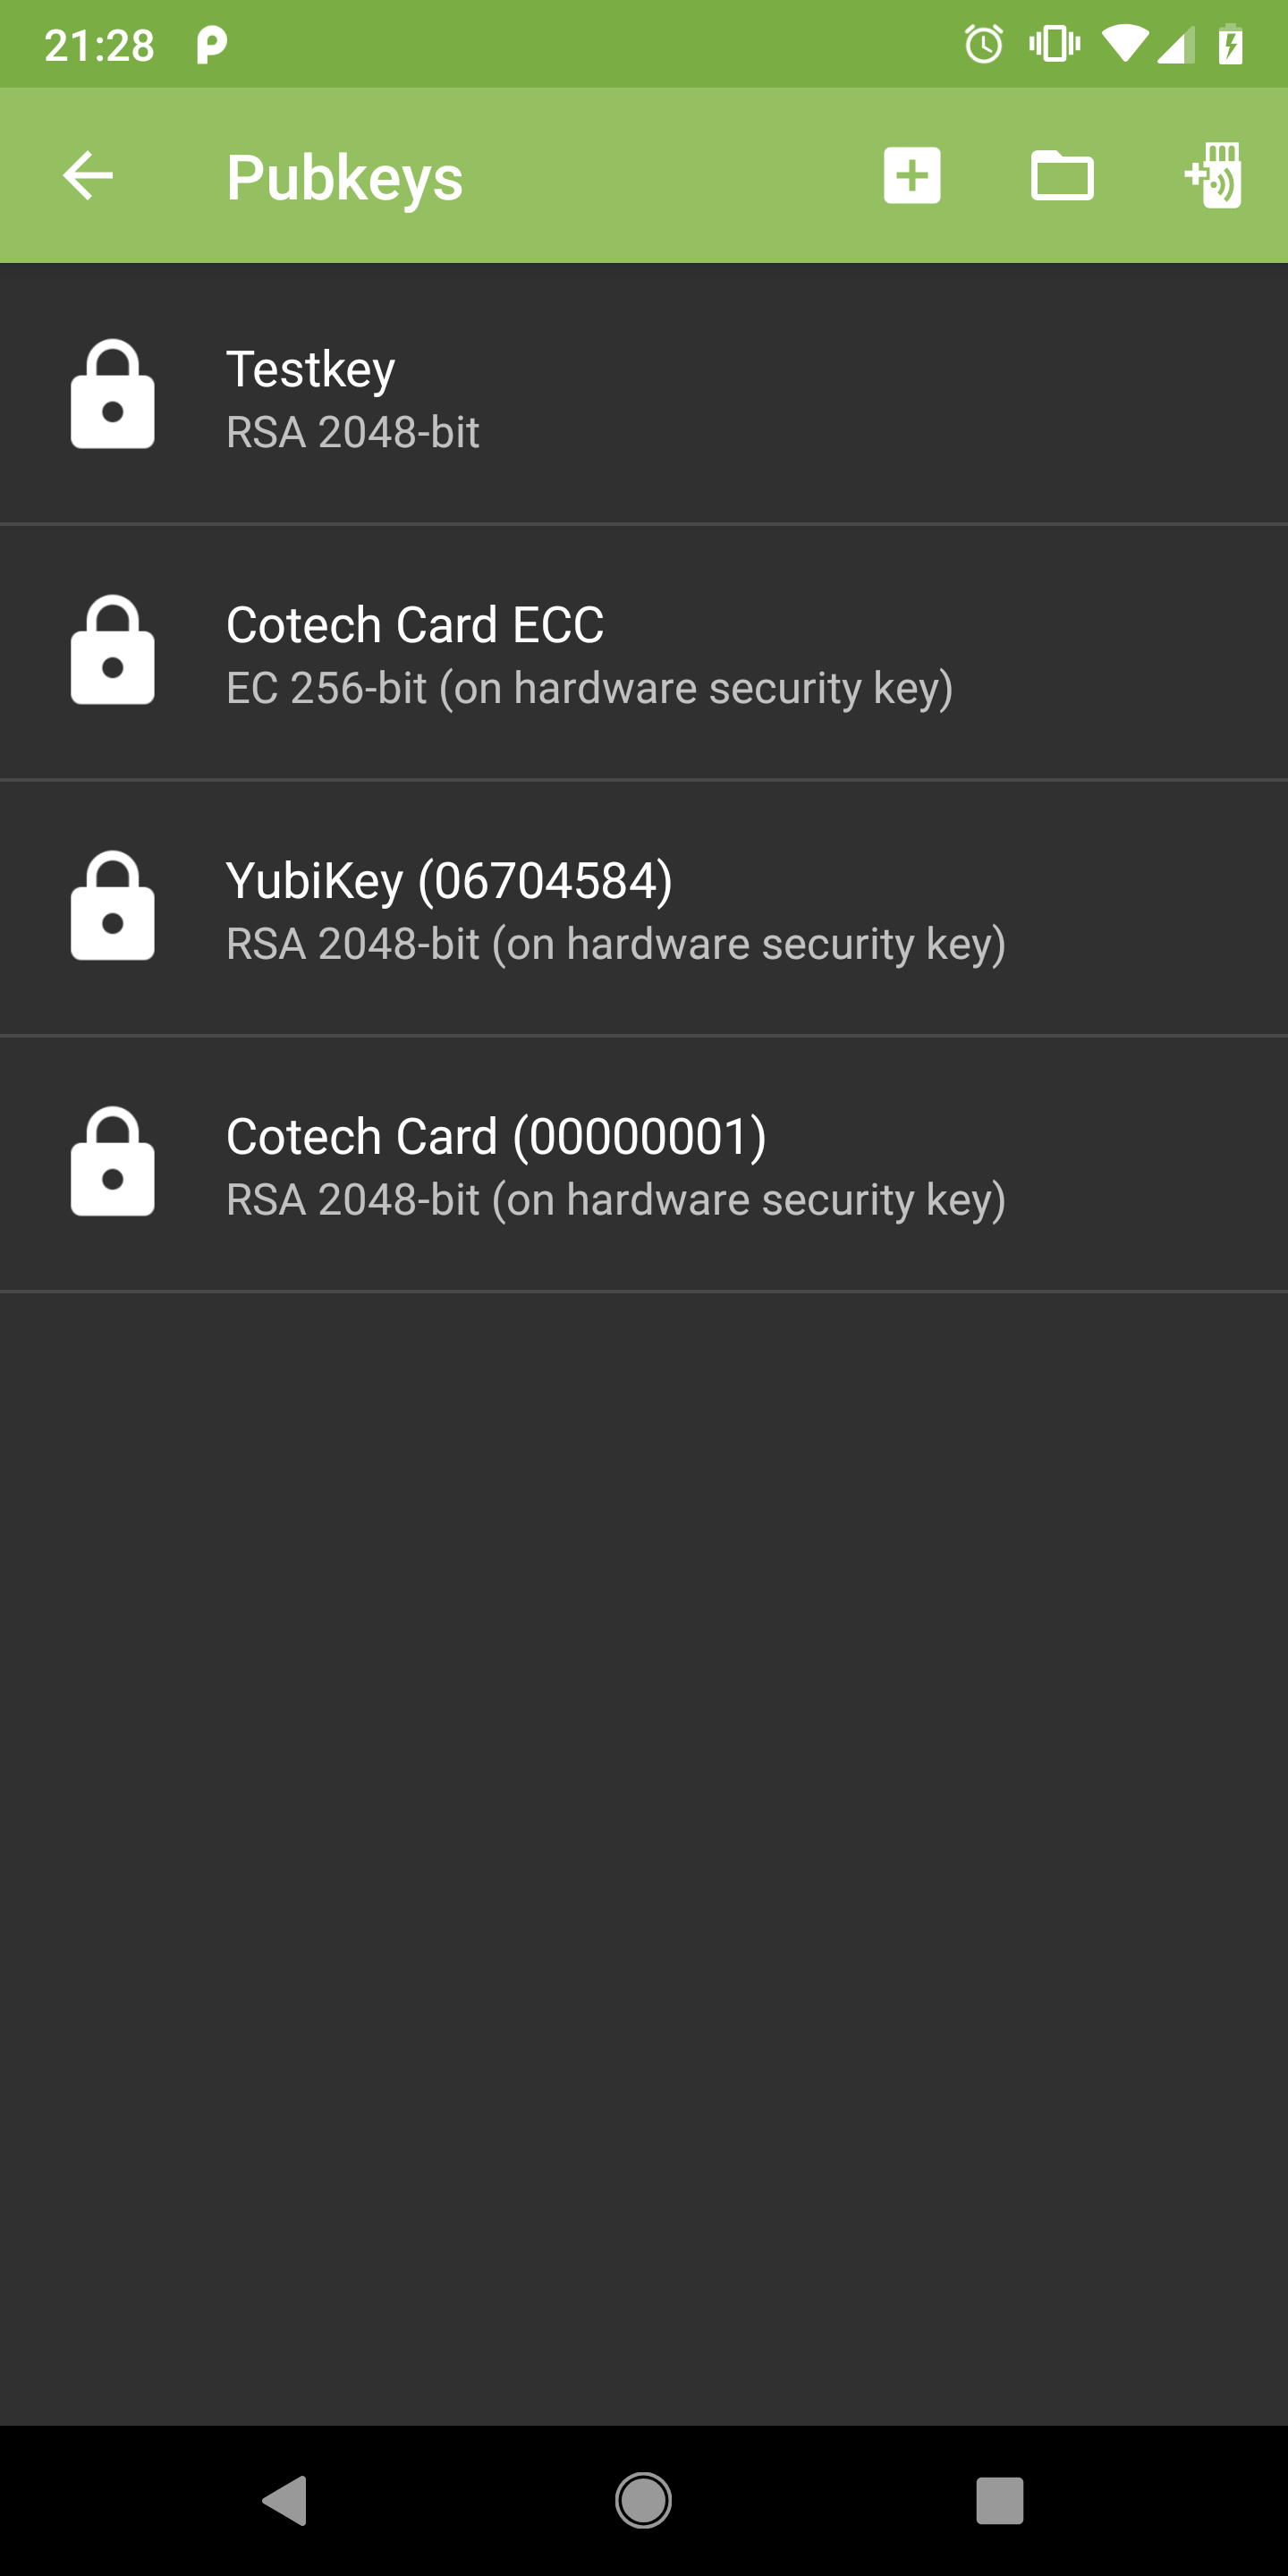 21:28
Pubkeys
Testkey
RSA 2048-bit
Cotech Card ECC
EC 256-bit (on hardware security key)
YubiKey (06704584)
RSA 2048-bit (on hardware security key)
Cotech Card (00000001)
RSA 2048-bit (on hardware security key)